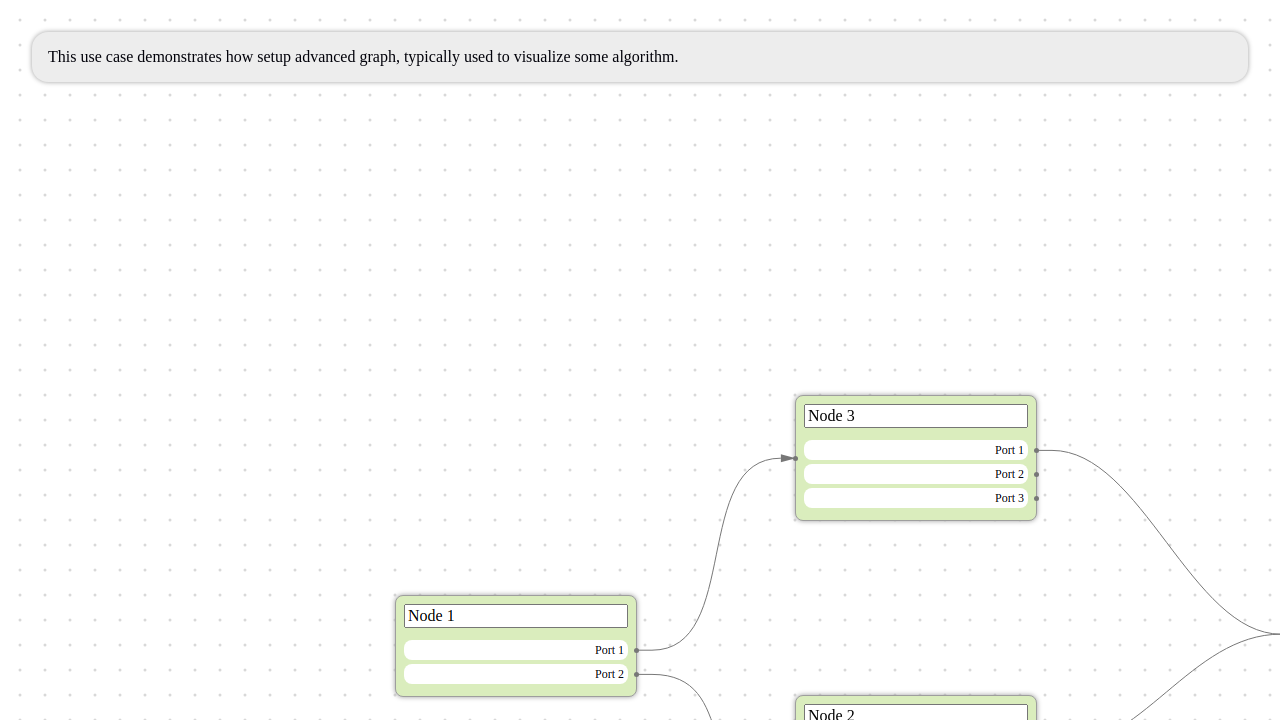 This use case demonstrates how setup advanced graph, typically used to visualize some algorithm.
Node 3
Port 1
Port 2
Port 3
Node 1
Port 1
Port 2
Node 2